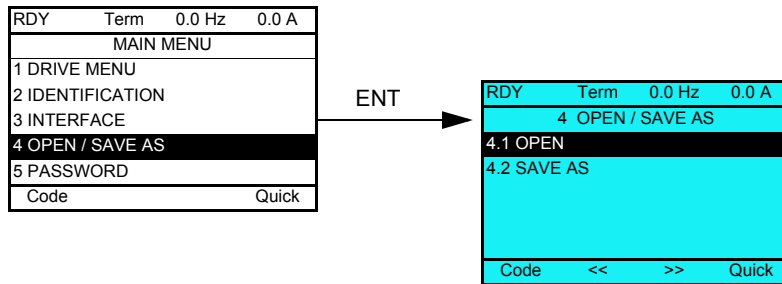 RDY Term 0.0 Hz 0.0 A
MAIN MENU
1 DRIVE MENU
2 IDENTIFICATION
3 INTERFACE
4 OPEN / SAVE AS
5 PASSWORD
Code Quick
ENT
RDY Term 0.0 Hz 0.0 A
4 OPEN / SAVE AS
4.1 OPEN
4.2 SAVE AS
Code << >> Quick